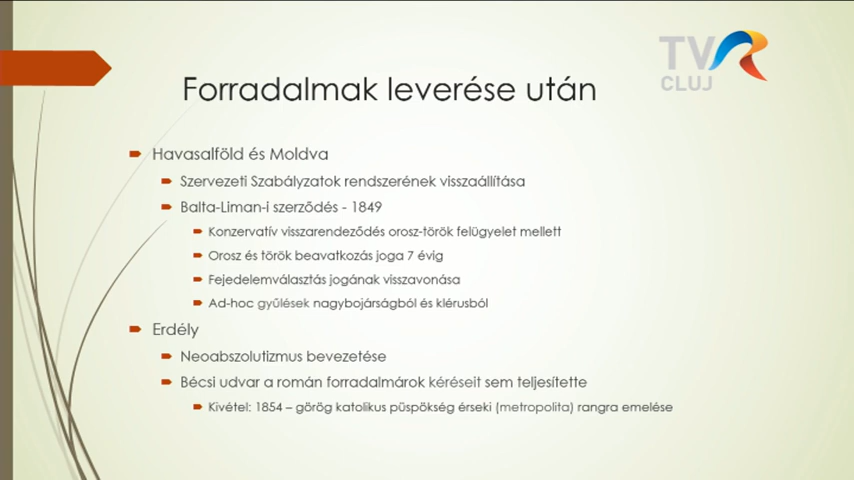 TVR
CLUJ
Forradalmak leverése után
Havasalföld és Moldva
Szervezeti Szabályzatok rendszerének visszaállítása
Balta-Liman-i szerződés - 1849
Konzervatív visszarendeződés orosz-török felügyelet mellett
Orosz és török beavatkozás joga 7 évig
Fejedelemválasztás jogának visszavonása
Ad-hoc gyűlések nagybojárságból és klérusból
Erdély
Neoabszolutizmus bevezetése
Bécsi udvar a román forradalmárok kéréseit sem teljesítette
Kivétel: 1854 – görög katolikus püspökség érseki (metropolita) rangra emelése